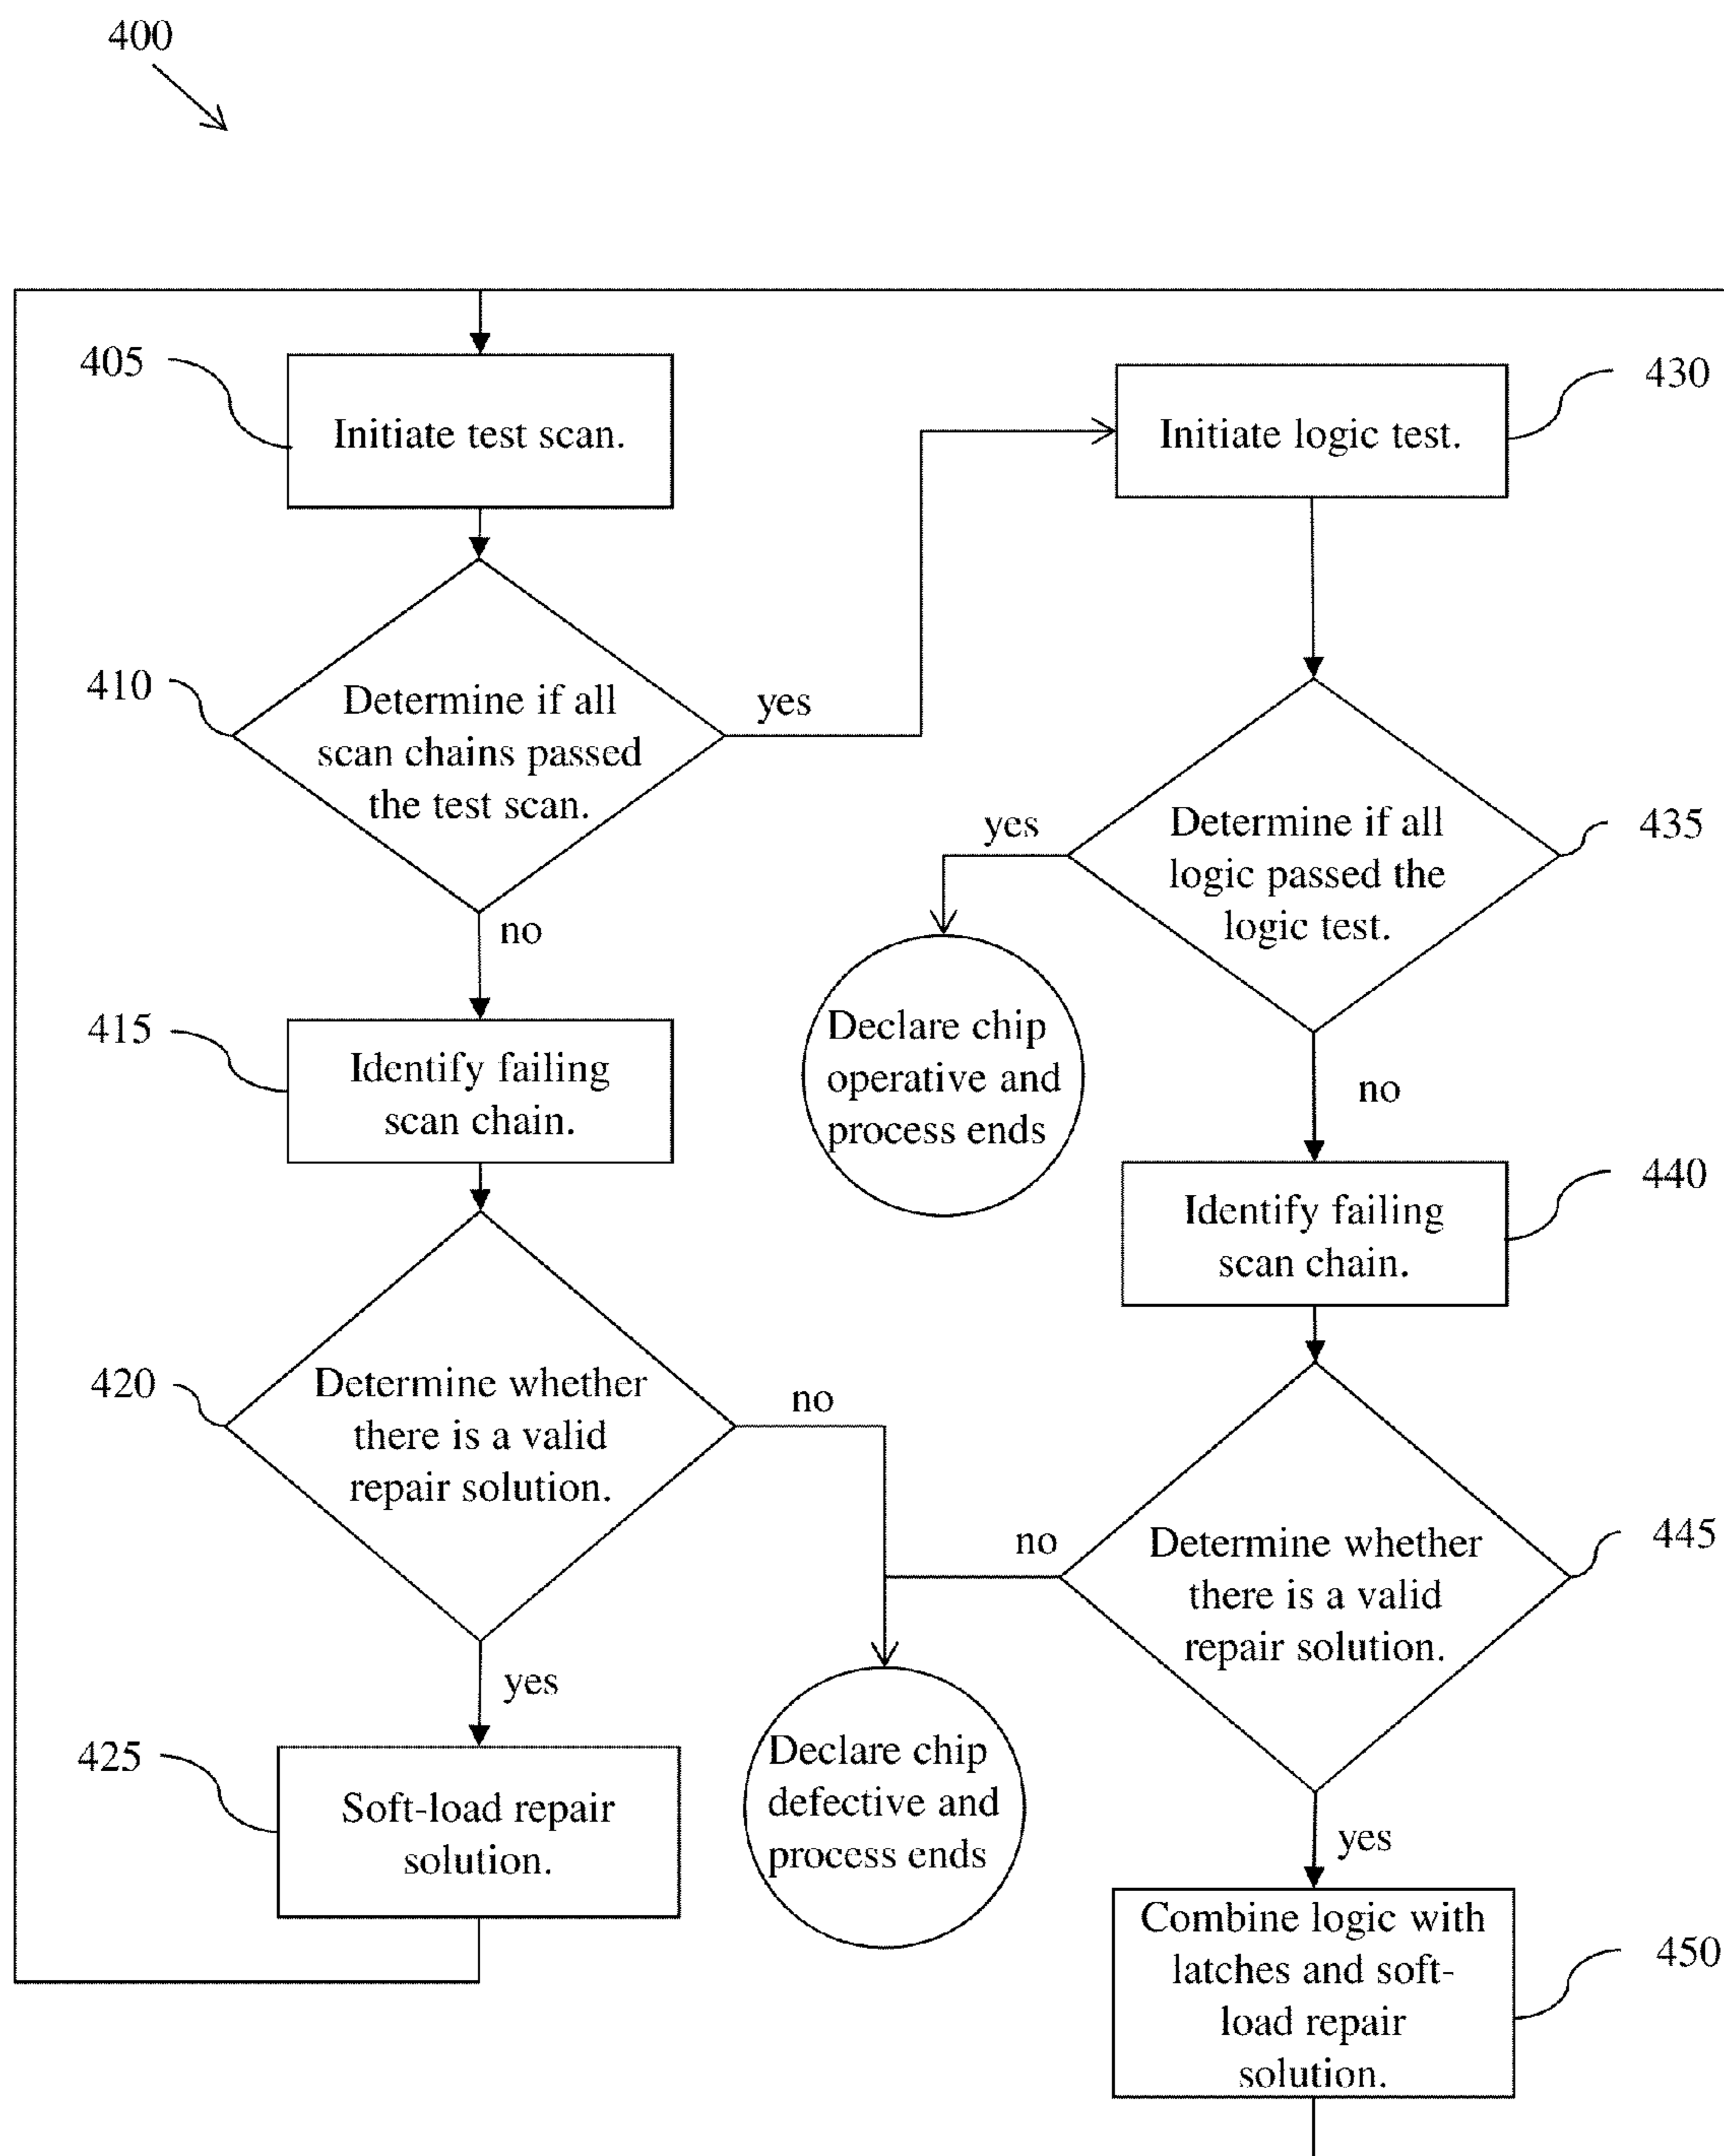 400
405
Initiate test scan.
430
Initiate logic test.
410
Determine if all
scan chains passed
the test scan.
yes
no
435
Determine if all
logic passed the
logic test.
yes
Declare chip
operative and
process ends
no
415
Identify failing
scan chain.
440
Identify failing
scan chain.
420
Determine whether
there is a valid
repair solution.
no
yes
445
Determine whether
there is a valid
repair solution.
no
Declare chip
defective and
process ends
yes
425
Soft-load repair
solution.
450
Combine logic with
latches and soft-
load repair
solution.